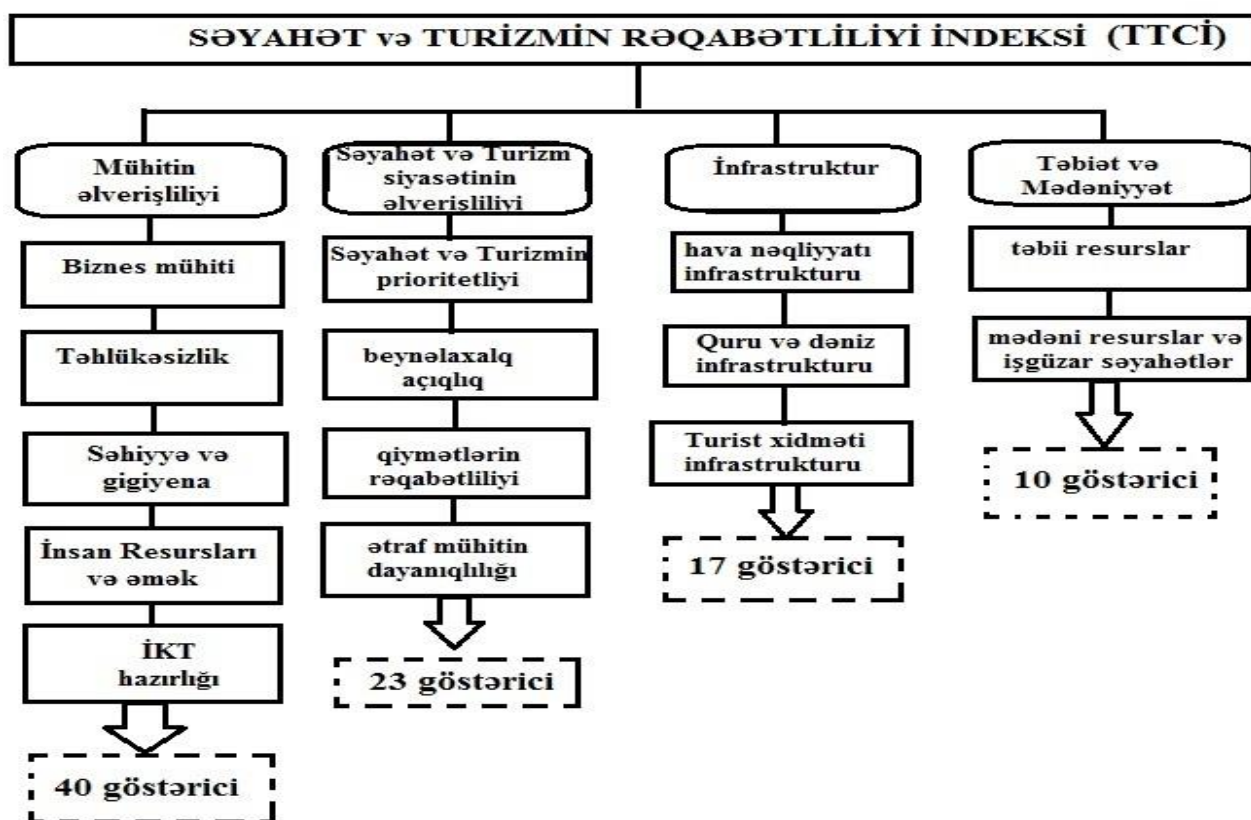 SƏYAHƏT və TURİZMİN RƏQABƏTLİLİYİ İNDEKSİ (TTCİ)
Mühitin
əlverişliliyi
Biznes mühiti
Təhlükəsizlik
Səhiyyə və
gigiyena
İnsan Resursları
və əmək
İKT
hazırlığı
40 göstərici
Səyahət və Turizm
siyasətinin
əlverişliliyi
Səyahət və Turizmin
prioritetliyi
beynəlaxalq
açıqlıq
qiymətlərin
rəqabətliliyi
ətraf mühitin
dayanıqlılığı
23 göstərici
İnfrastruktur
hava nəqliyyatı
infrastrukturu
Quru və dəniz
infrastrukturu
Turist xidməti
infrastrukturu
17 göstərici
Təbiət və
Mədəniyyət
təbii resurslar
mədəni resurslar və
işgüzar səyahətlər
10 göstərici